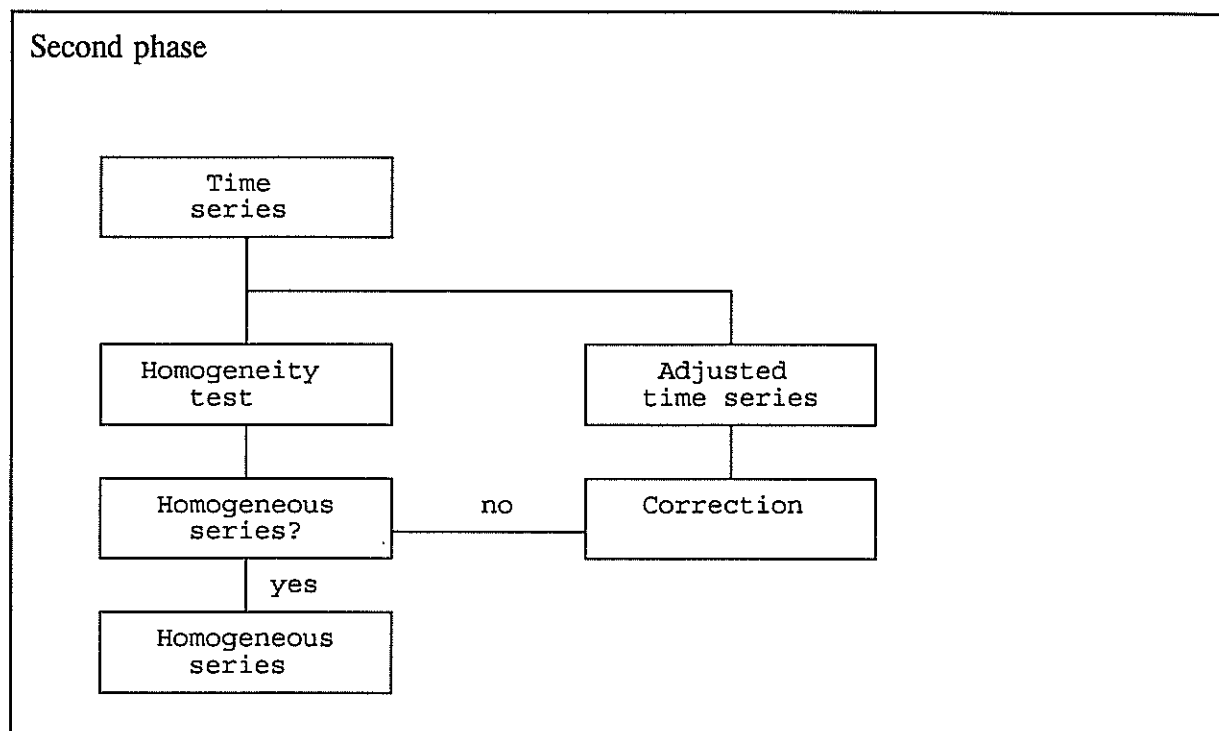 Second phase
Time
series
Homogeneity
test
Adjusted
time series
Homogeneous
series?
no
Correction
yes
Homogeneous
series